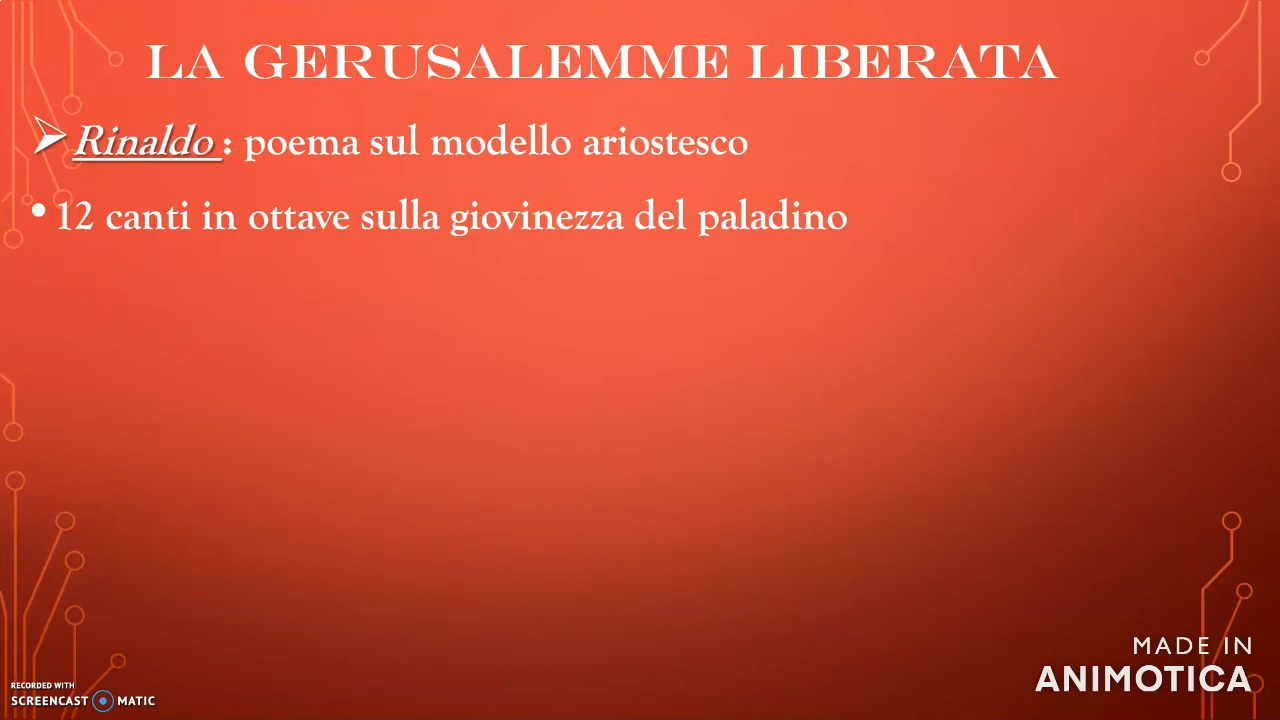 LA GERUSALEMME LIBERATA
Rinaldo : poema sul modello ariostesco
12 canti in ottave sulla giovinezza del paladino
MADE IN
ANIMOTICA
RECORDED WITH
SCREENCAST MATIC